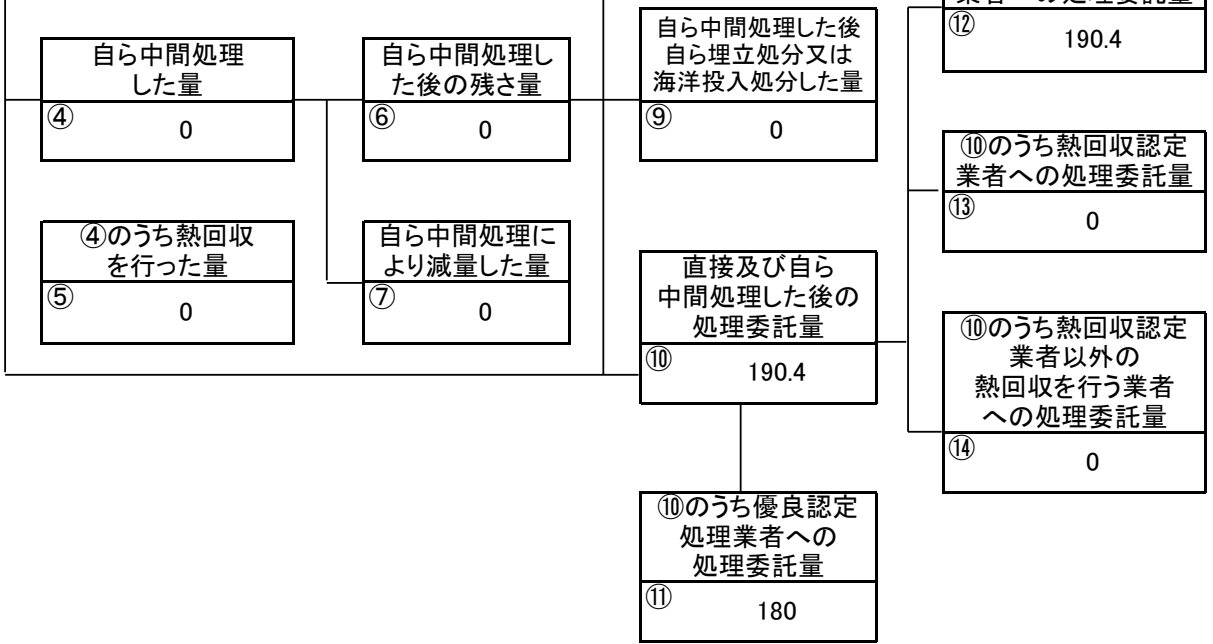 業者への処理委託量
⑫
190.4
自ら中間処理
した量
④
0
自ら中間処理し
た後の残さ量
⑥
0
自ら中間処理した後
自ら埋立処分又は
海洋投入処分した量
⑨
0
⑩のうち熱回収認定
業者への処理委託量
⑬
0
④のうち熱回収
を行った量
⑤
0
自ら中間処理に
より減量した量
⑦
0
直接及び自ら
中間処理した後の
処理委託量
⑩
190.4
⑩のうち熱回収認定
業者以外の
熱回収を行う業者
への処理委託量
⑭
0
⑩のうち優良認定
処理業者への
処理委託量
⑪
180